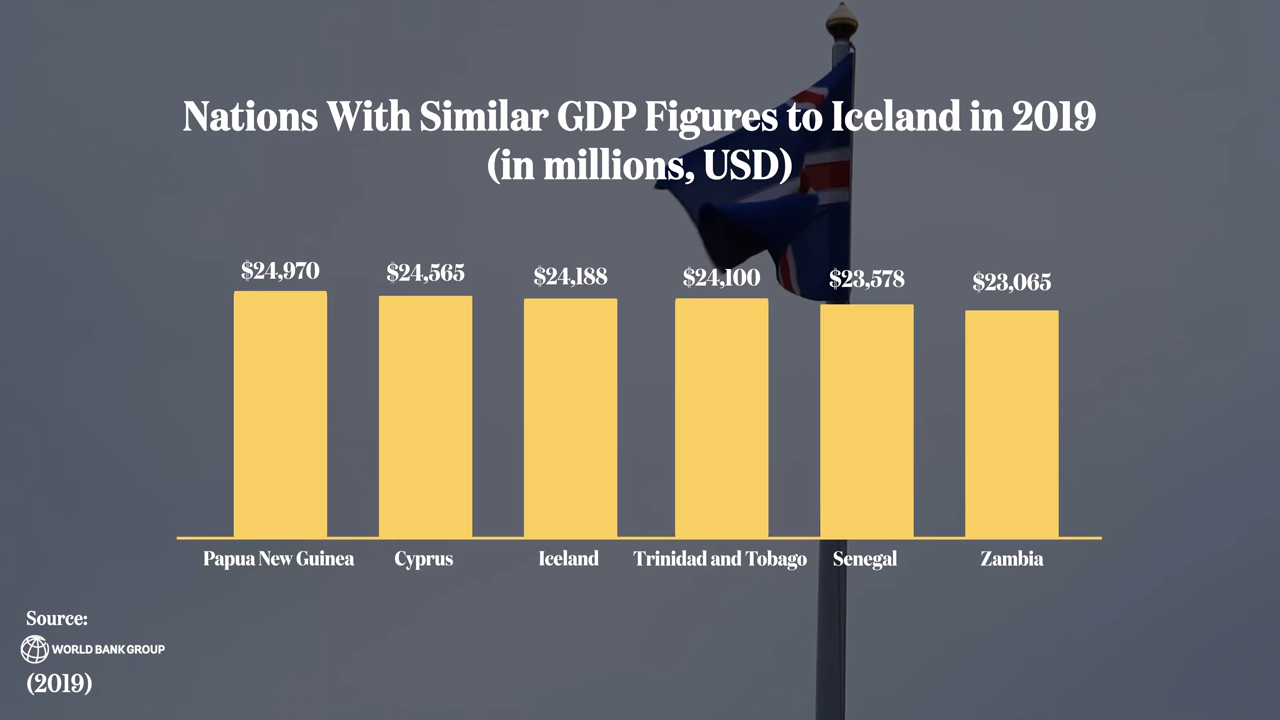 Nations With Similar GDP Figures to Iceland in 2019
(in millions, USD)
$24,970
$24,565
$24,188
$24,100
$23,578
$23,065
Papua New Guinea
Cyprus
Iceland
Trinidad and Tobago
Senegal
Zambia
Source:
WORLD BANK GROUP
(2019)